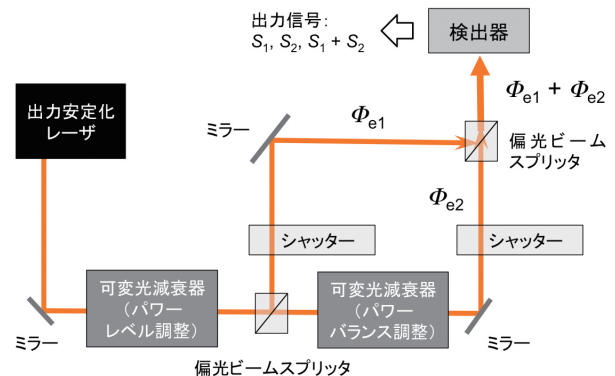 出力信号:
S1, S2, S1 + S2
検出器
出力安定化
レーザ
ミラー
Φe1
Φe1 + Φe2
偏光ビーム
スプリッタ
Φe2
シャッター
シャッター
可変光減衰器
(パワー
レベル調整)
可変光減衰器
(パワー
バランス調整)
ミラー
ミラー
偏光ビームスプリッタ